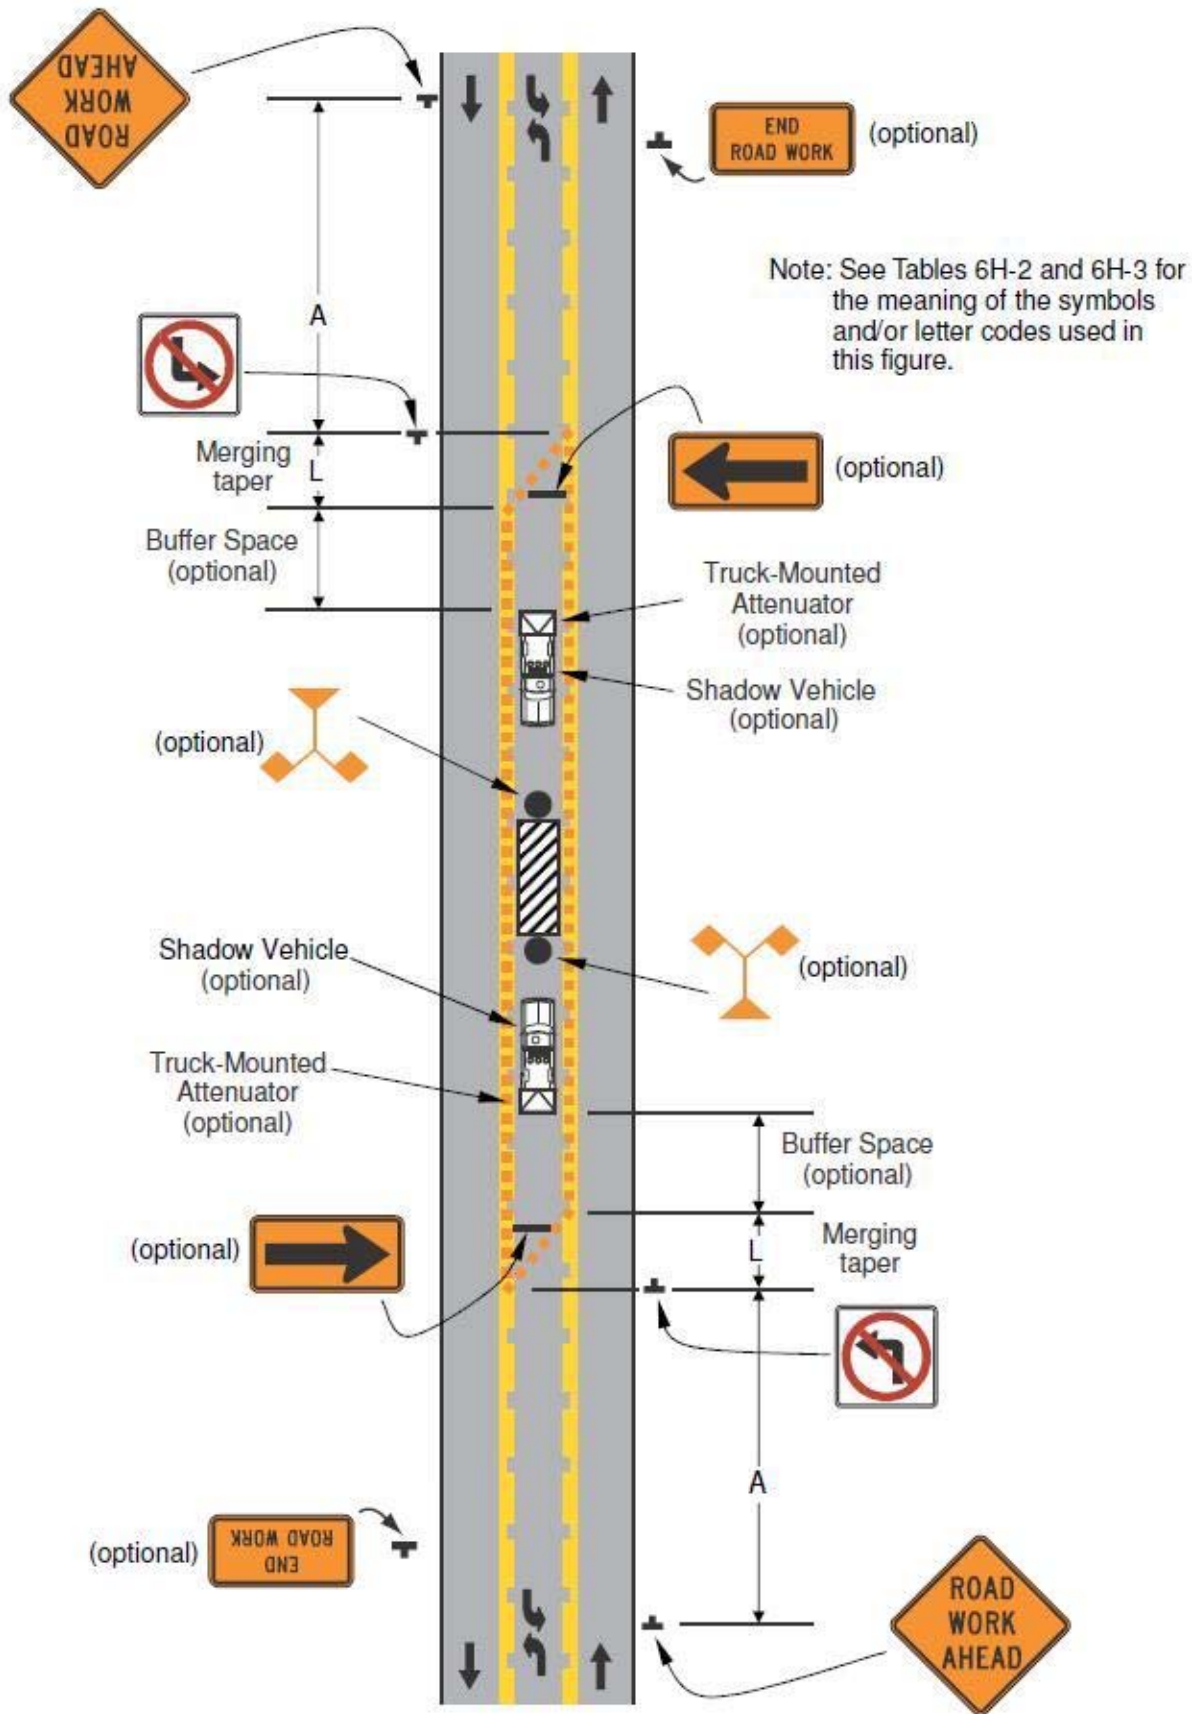 ROAD
WORK
AHEAD
END
ROAD WORK
(optional)
Note: See Tables 6H-2 and 6H-3 for
the meaning of the symbols
and/or letter codes used in
this figure.
A
Merging
taper
L
(optional)
Buffer Space
(optional)
Truck-Mounted
Attenuator
(optional)
Shadow Vehicle
(optional)
(optional)
Shadow Vehicle
(optional)
(optional)
Truck-Mounted
Attenuator
(optional)
Buffer Space
(optional)
(optional)
L
Merging
taper
A
(optional)
END
ROAD WORK
ROAD
WORK
AHEAD